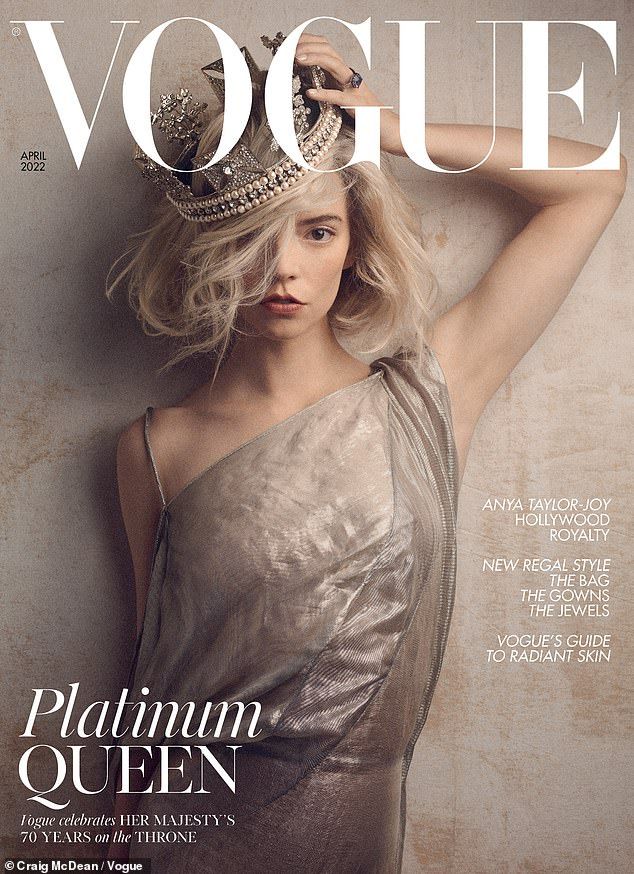 VOGUE
APRIL
2022
ANYA TAYLOR-JOY
HOLLYWOOD
ROYALTY
NEW REGAL STYLE
THE BAG
THE GOWNS
THE JEWELS
VOGUE'S GUIDE
TO RADIANT SKIN
Platinum
QUEEN
Vogue celebrates HER MAJESTY'S
70 YEARS on the THRONE
© Craig McDean / Vogue